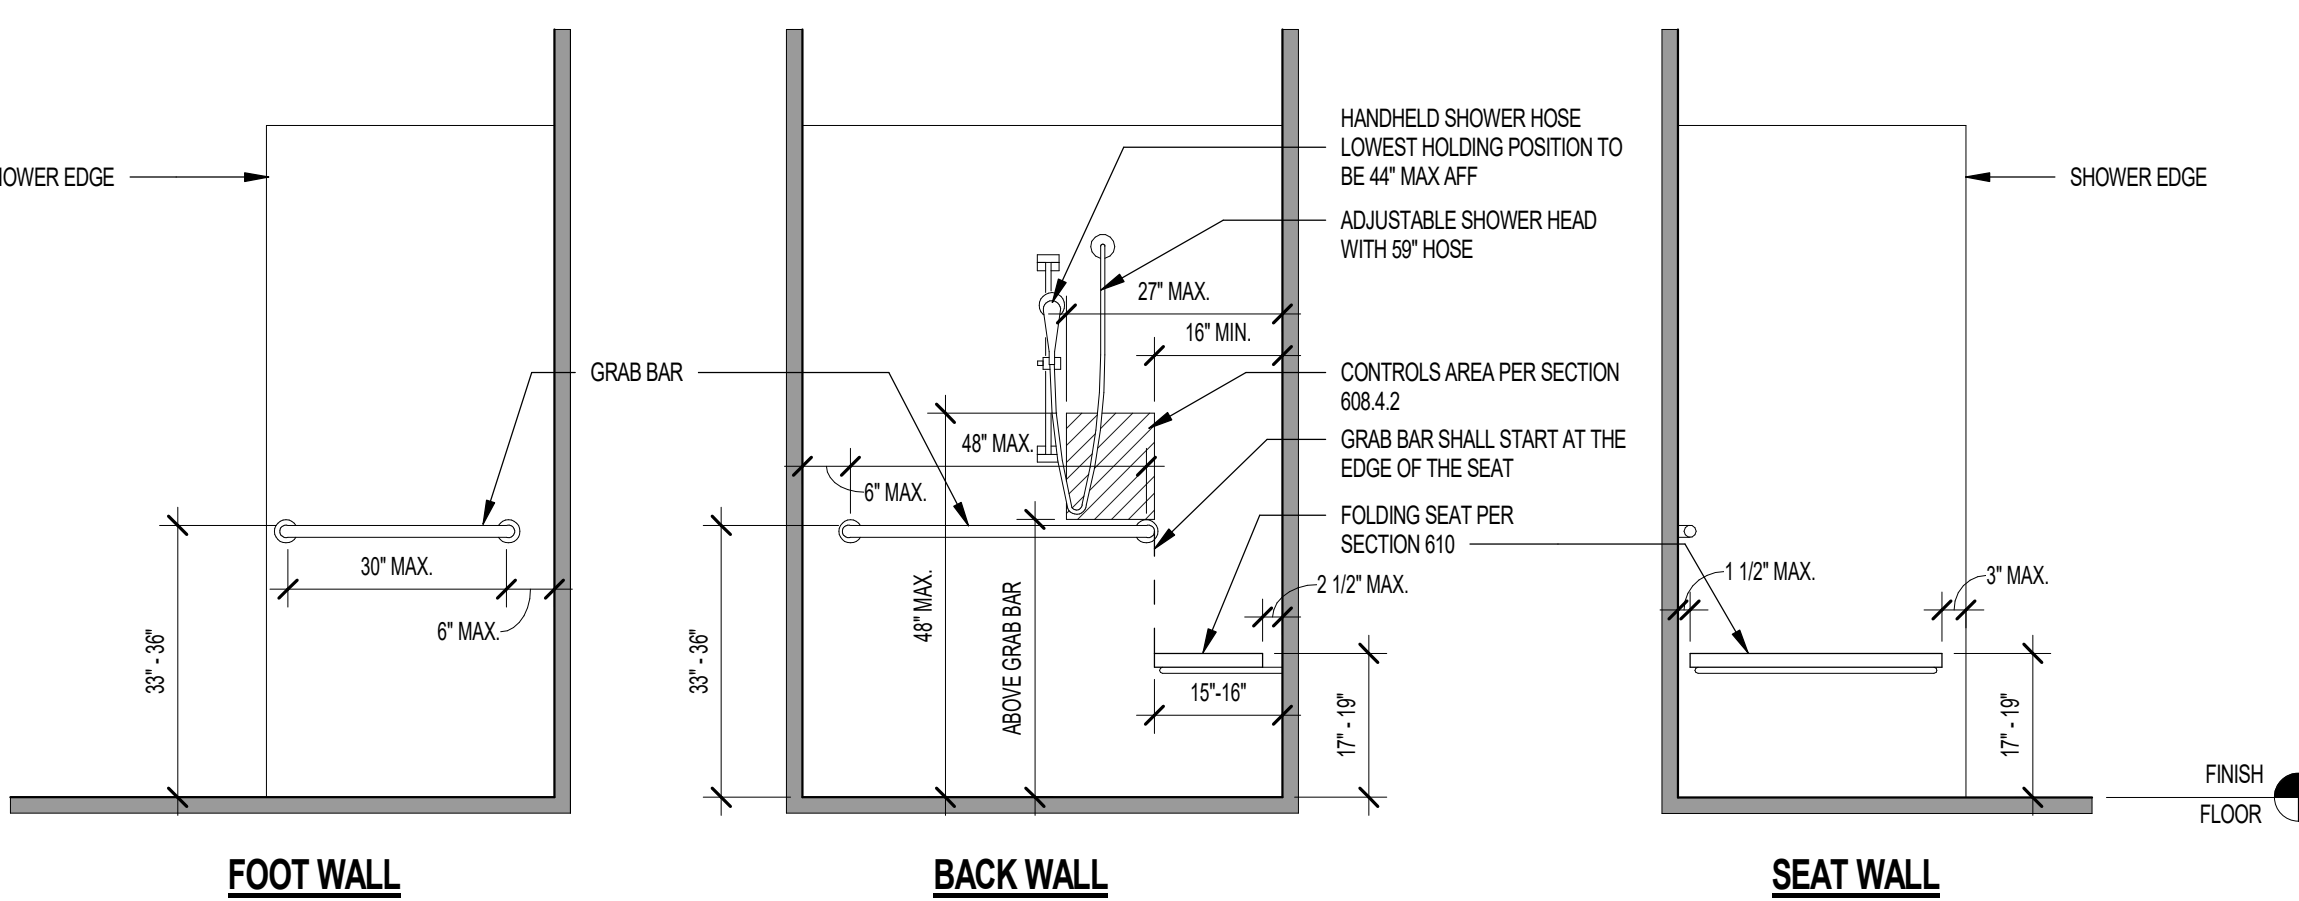 HOWER EDGE
GRAB BAR
30" MAX.
6" MAX.
33" - 36"
FOOT WALL
HANDHELD SHOWER HOSE
LOWEST HOLDING POSITION TO
BE 44" MAX AFF
ADJUSTABLE SHOWER HEAD
WITH 59" HOSE
27" MAX.
16" MIN.
CONTROLS AREA PER SECTION
608.4.2
48" MAX.
GRAB BAR SHALL START AT THE
EDGE OF THE SEAT
6" MAX.
FOLDING SEAT PER
SECTION 610
2 1/2" MAX.
48" MAX.
ABOVE GRAB BAR
33" - 36"
15"-16"
17" - 19"
BACK WALL
SHOWER EDGE
1 1/2" MAX.
3" MAX.
17" - 19"
FINISH
FLOOR
SEAT WALL